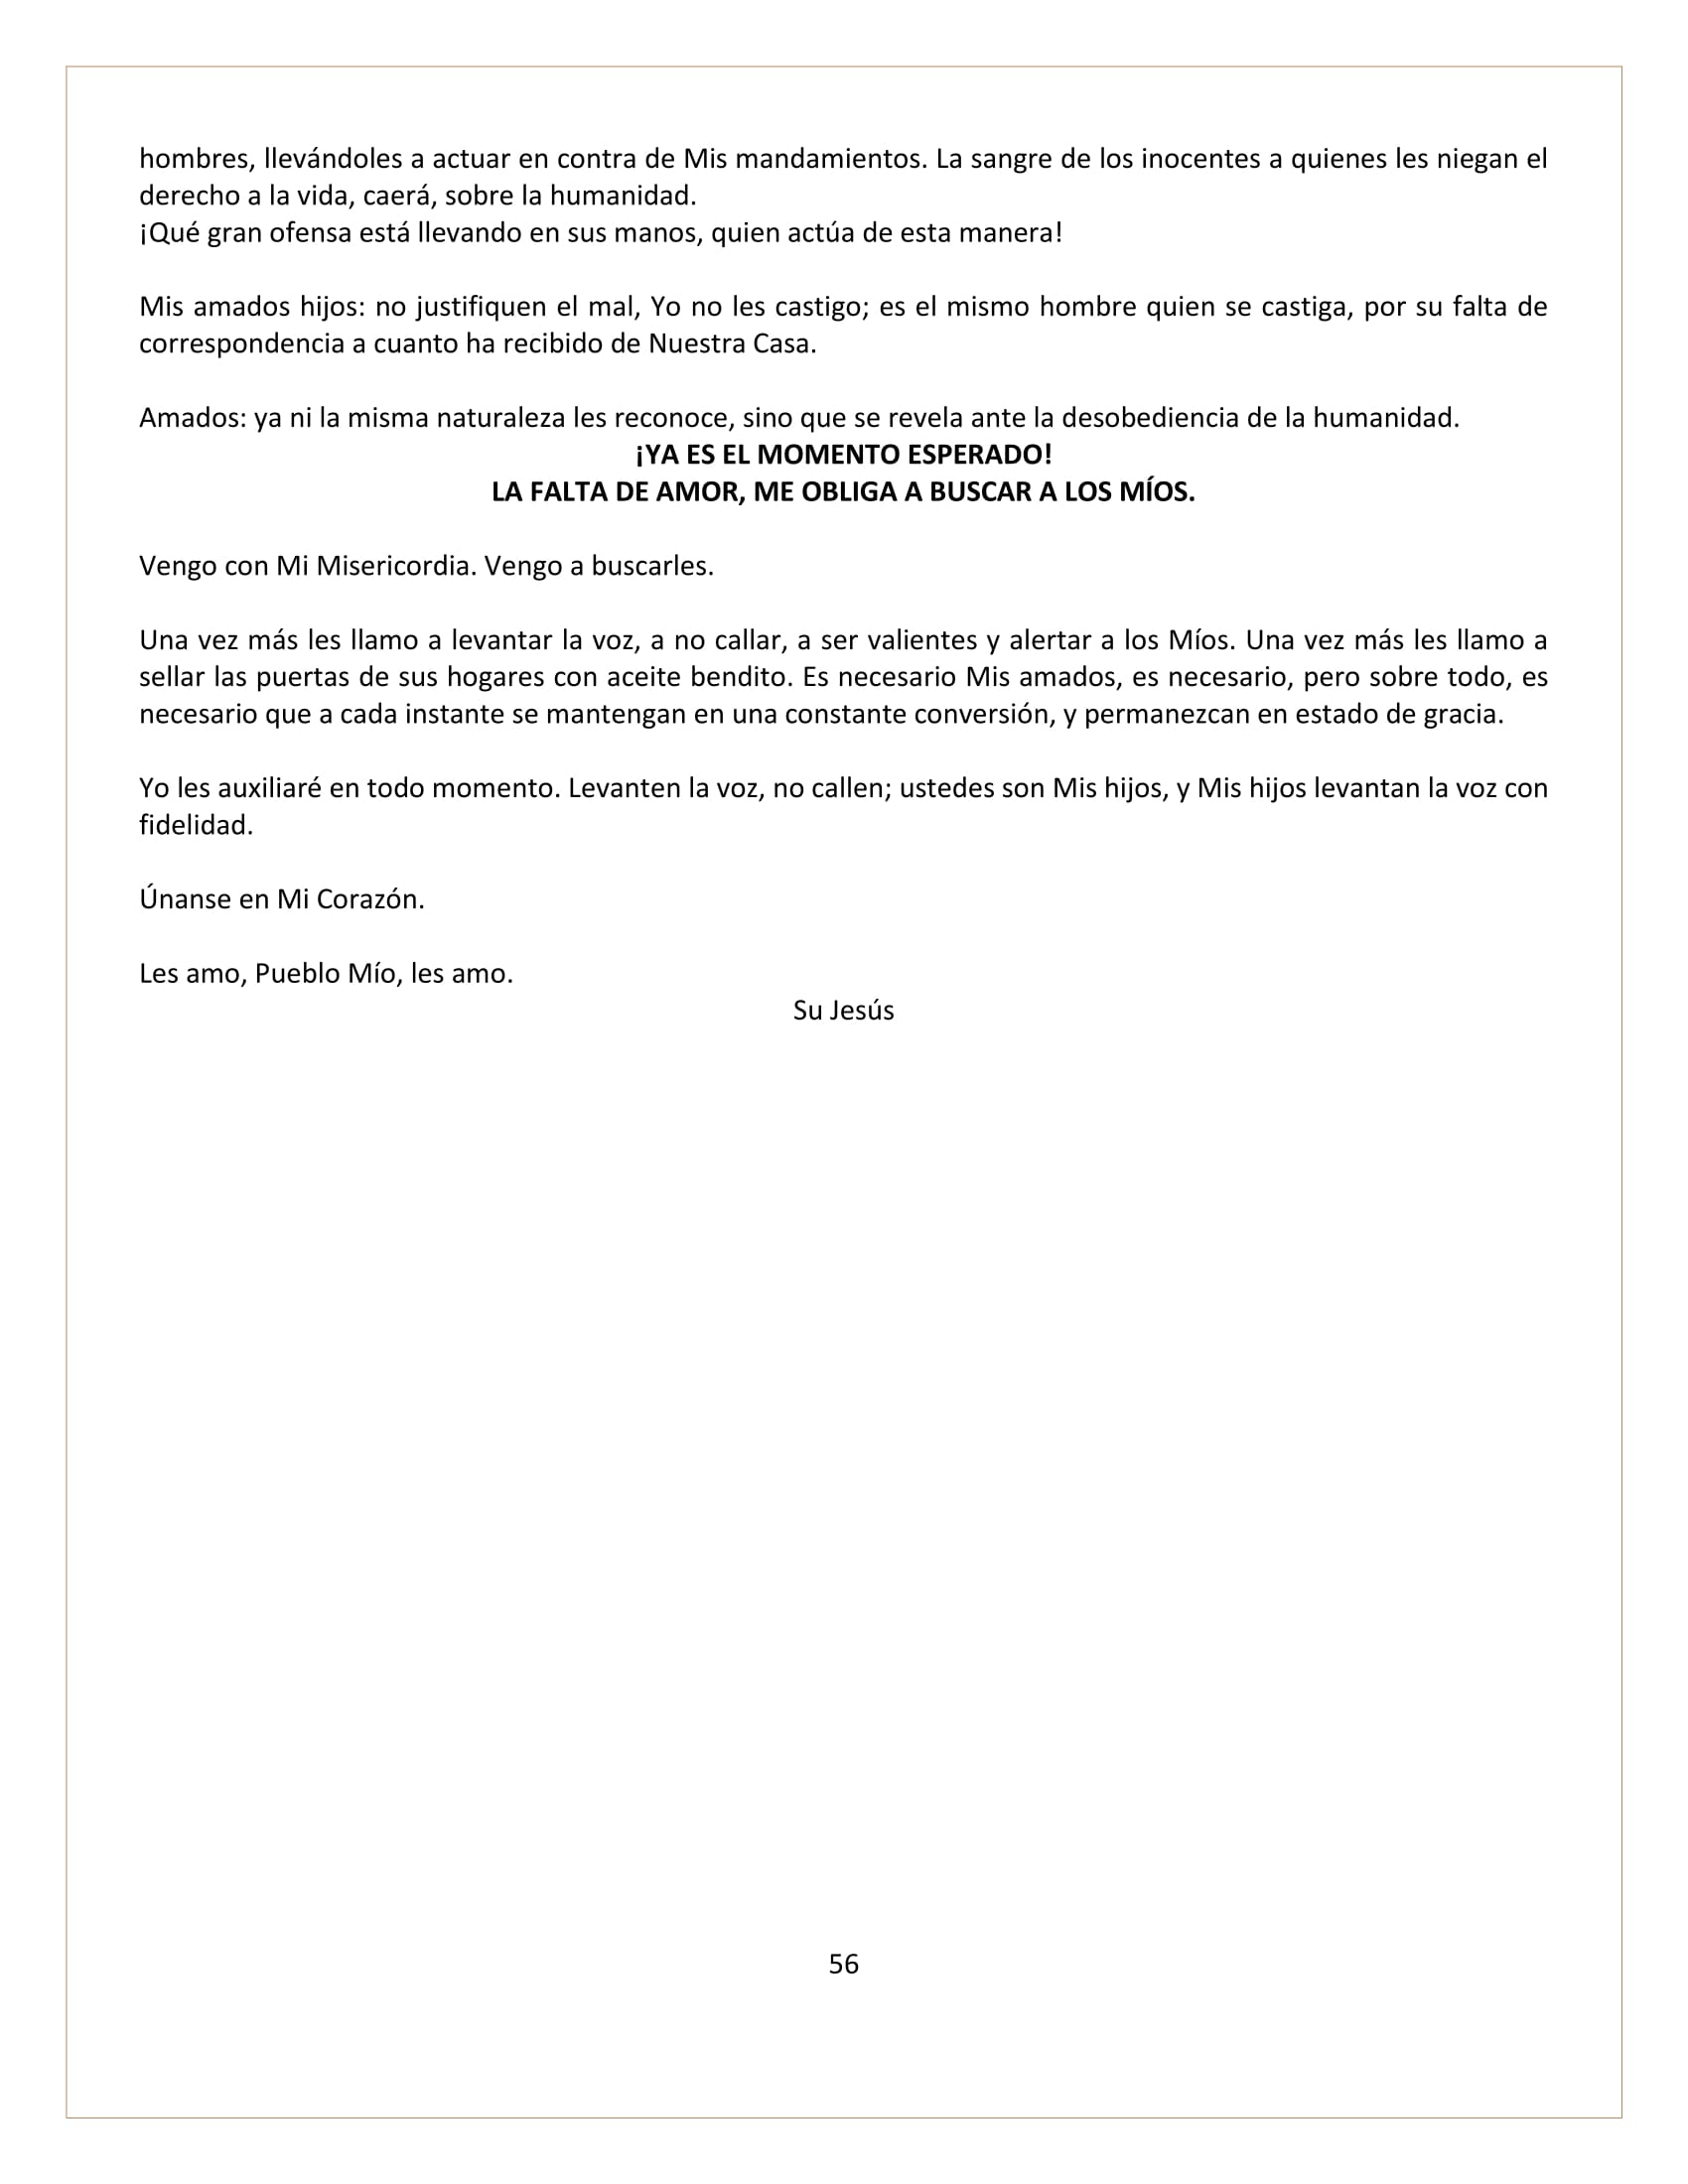 hombres, llevándoles a actuar en contra de Mis mandamientos. La sangre de los inocentes a quienes les niegan el
derecho a la vida, caerá, sobre la humanidad.
¡Qué gran ofensa está llevando en sus manos, quien actúa de esta manera!
Mis amados hijos: no justifiquen el mal, Yo no les castigo; es el mismo hombre quien se castiga, por su falta de
correspondencia a cuanto ha recibido de Nuestra Casa.
Amados: ya ni la misma naturaleza les reconoce, sino que se revela ante la desobediencia de la humanidad.
¡YA ES EL MOMENTO ESPERADO!
LA FALTA DE AMOR, ME OBLIGA A BUSCAR A LOS MÍOS.
Vengo con Mi Misericordia. Vengo a buscarles.
Una vez más les llamo a levantar la voz, a no callar, a ser valientes y alertar a los Míos. Una vez más les llamo a
sellar las puertas de sus hogares con aceite bendito. Es necesario Mis amados, es necesario, pero sobre todo, es
necesario que a cada instante se mantengan en una constante conversión, y permanezcan en estado de gracia.
Yo les auxiliaré en todo momento. Levanten la voz, no callen; ustedes son Mis hijos, y Mis hijos levantan la voz con
fidelidad.
Únanse en Mi Corazón.
Les amo, Pueblo Mío, les amo.
Su Jesús
56